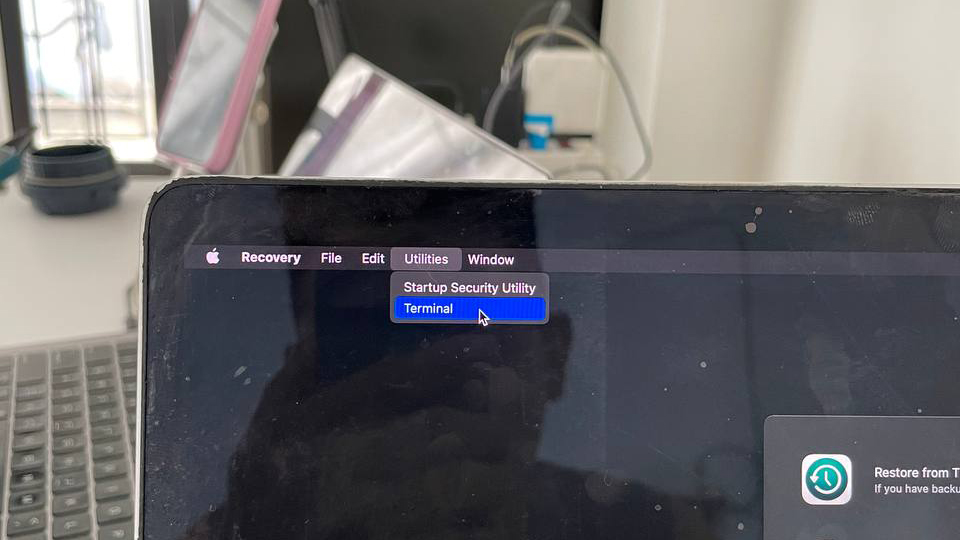 Recovery File Edit Utilities Window
Startup Security Utility
Terminal
Restore from T
If you have backu